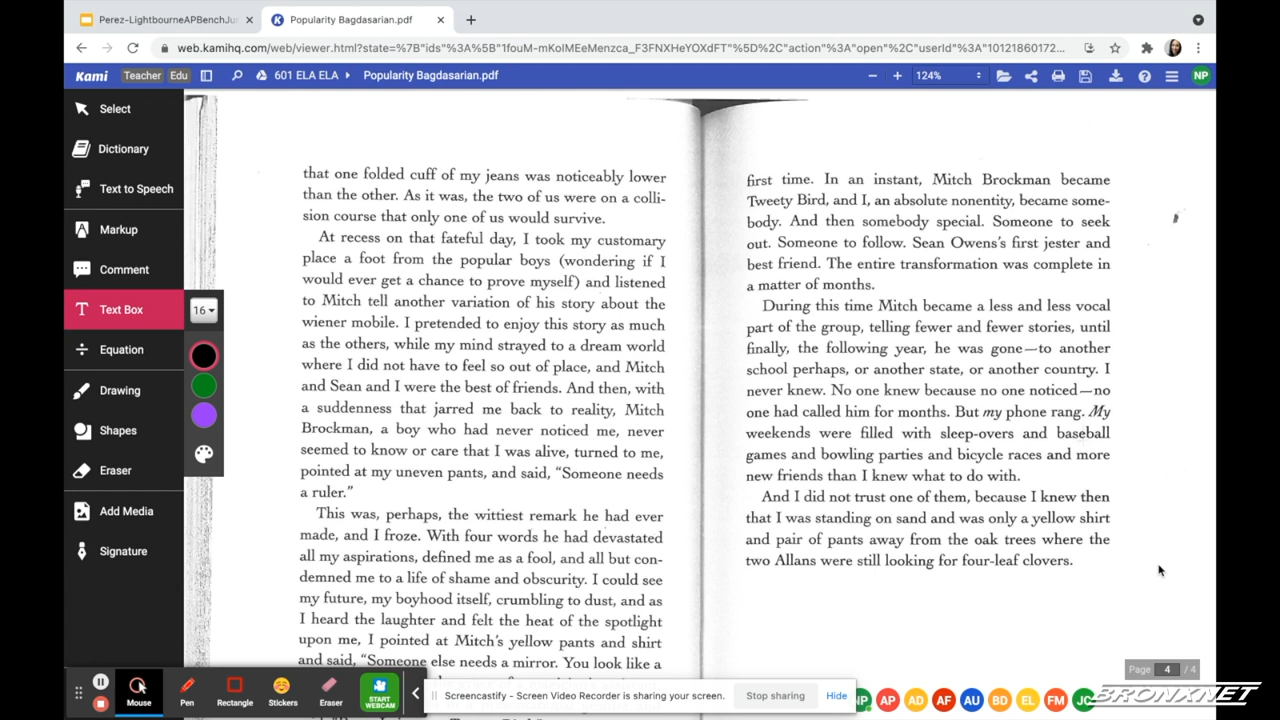 Perez-LightbourneAPBenchJu
Popularity Bagdasarian.pdf
web.kamihq.com/web/viewer.html?state=%7B"ids"%3A%5B"1fouM-mKolMEeMenzca_F3FNXHeYOXdFT"%5D%2C"action"%3A"open"%2C"userId"%3A"10121860172...
Kami
Teacher
Edu
601 ELA ELA
Popularity Bagdasarian.pdf
124%
NP
Select
Dictionary
Text to Speech
Markup
Comment
Text Box
16
Equation
Drawing
Shapes
Eraser
Add Media
Signature
that one folded cuff of my jeans was noticeably lower
than the other. As it was, the two of us were on a colli-
sion course that only one of us would survive.
At recess on that fateful day, I took my customary
place a foot from the popular boys (wondering if I
would ever get a chance to prove myself) and listened
to Mitch tell another variation of his story about the
wiener mobile. I pretended to enjoy this story as much
as the others, while my mind strayed to a dream world
where I did not have to feel so out of place, and Mitch
and Sean and I were the best of friends. And then, with
a suddenness that jarred me back to reality, Mitch
Brockman, a boy who had never noticed me, never
seemed to know or care that I was alive, turned to me,
pointed at my uneven pants, and said, “Someone needs
a ruler.”
This was, perhaps, the wittiest remark he had ever
made, and I froze. With four words he had devastated
all my aspirations, defined me as a fool, and all but con-
demned me to a life of shame and obscurity. I could see
my future, my boyhood itself, crumbling to dust, and as
I heard the laughter and felt the heat of the spotlight
upon me, I pointed at Mitch’s yellow pants and shirt
and said, “Someone else needs a mirror. You look like a
first time. In an instant, Mitch Brockman became
Tweety Bird, and I, an absolute nonentity, became some-
body. And then somebody special. Someone to seek
out. Someone to follow. Sean Owens’s first jester and
best friend. The entire transformation was complete in
a matter of months.
During this time Mitch became a less and less vocal
part of the group, telling fewer and fewer stories, until
finally, the following year, he was gone—to another
school perhaps, or another state, or another country. I
never knew. No one knew because no one noticed—no
one had called him for months. But my phone rang. My
weekends were filled with sleep-overs and baseball
games and bowling parties and bicycle races and more
new friends than I knew what to do with.
And I did not trust one of them, because I knew then
that I was standing on sand and was only a yellow shirt
and pair of pants away from the oak trees where the
two Allans were still looking for four-leaf clovers.
Page 4 / 4
Mouse
Pen
Rectangle
Stickers
Eraser
START WEBCAM
Screencastify - Screen Video Recorder is sharing your screen.
Stop sharing
Hide
AP
AD
AF
AU
BD
EL
FM
JC
BRONXNET